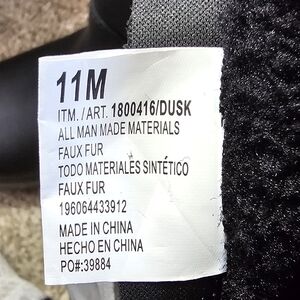 11M
ITM. /ART. 1800416/DUSK
ALL MAN MADE MATERIALS
FAUX FUR
TODO MATERIALES SINTÉTICO
FAUX FUR
196064433912
MADE IN CHINA
HECHO EN CHINA
PO#:39884